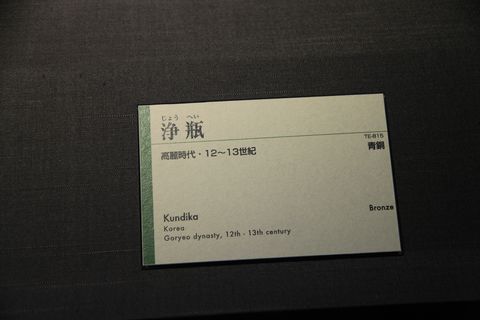 じょう へい
浄瓶
TE-815
高麗時代・12〜13世紀
青銅
Kundika
Bronze
Korea
Goryeo dynasty, 12th - 13th century